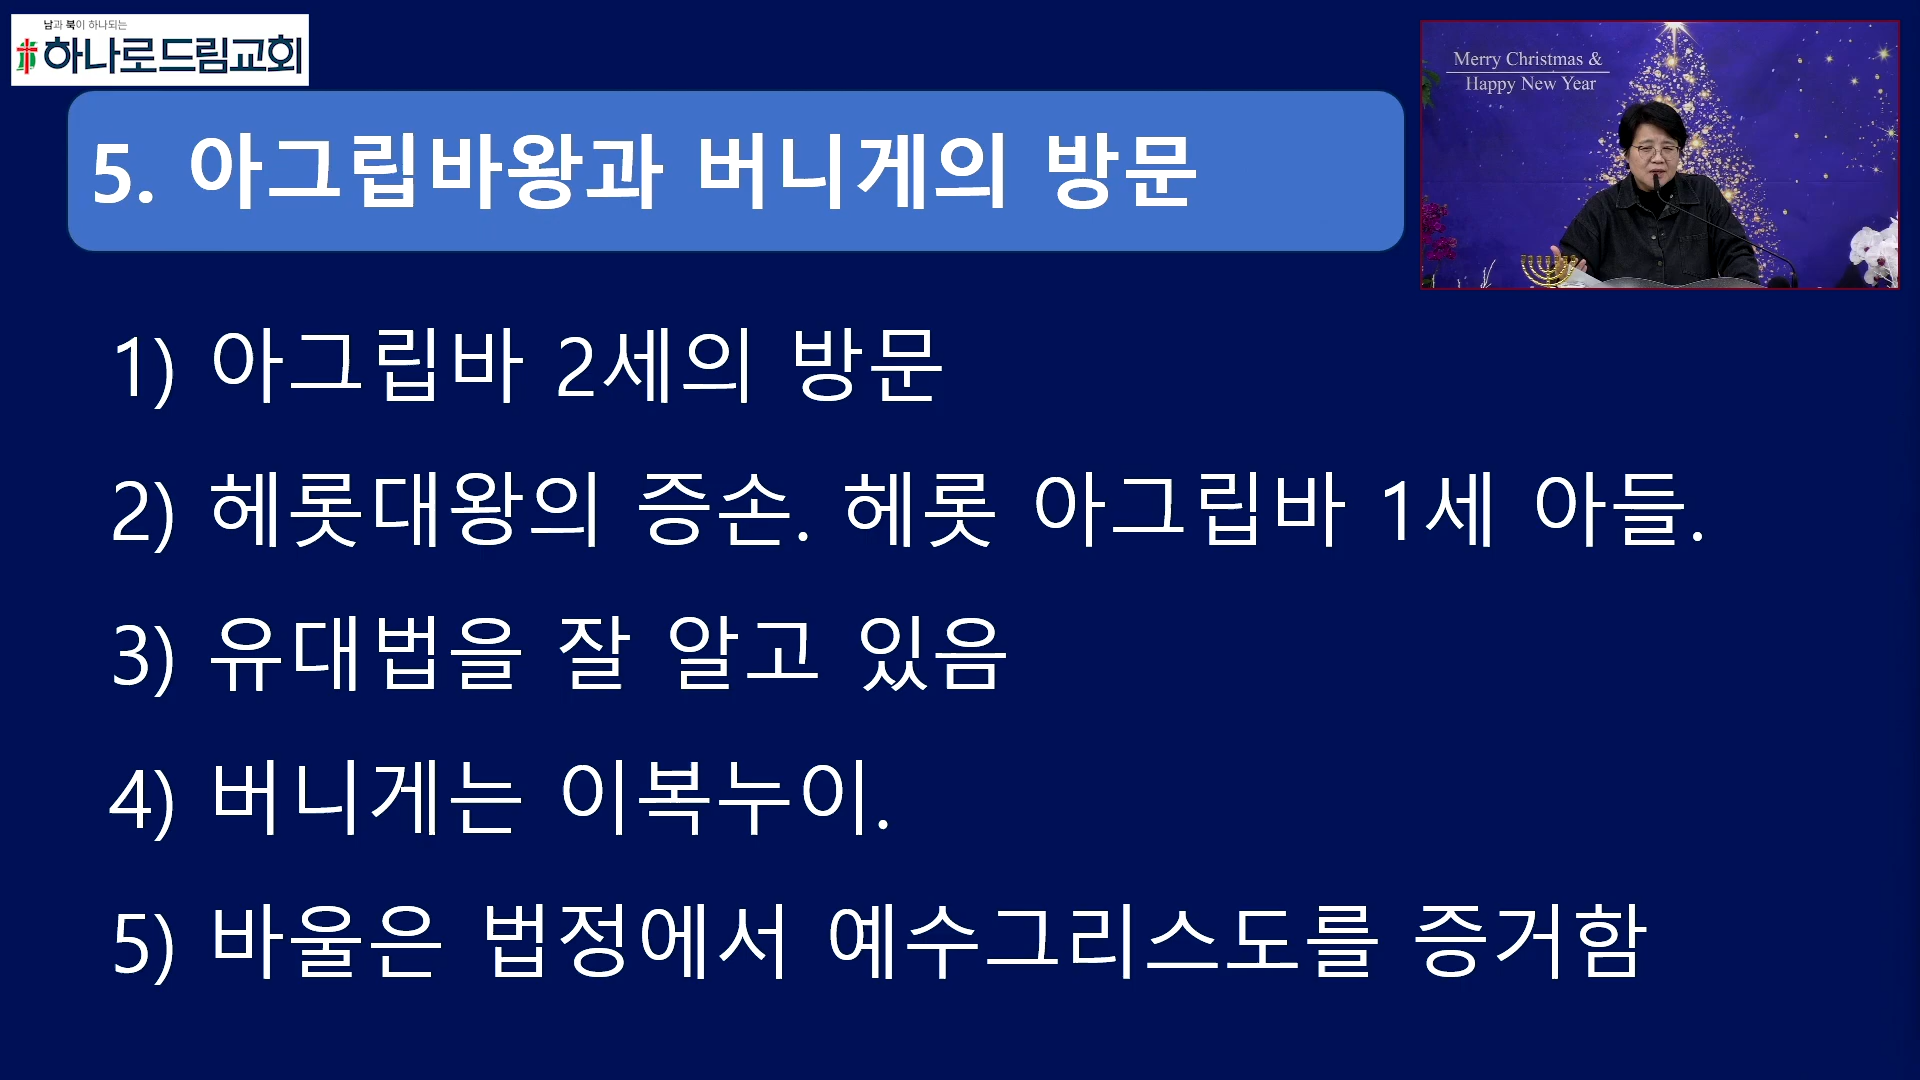 남과 북이 하나되는
하나로드림교회
5. 아그립바왕과 버니게의 방문
Merry Christmas &
Happy New Year
1) 아그립바 2세의 방문
2) 헤롯대왕의 증손. 헤롯 아그립바 1세 아들.
3) 유대법을 잘 알고 있음
4) 버니게는 이복누이.
5) 바울은 법정에서 예수그리스도를 증거함